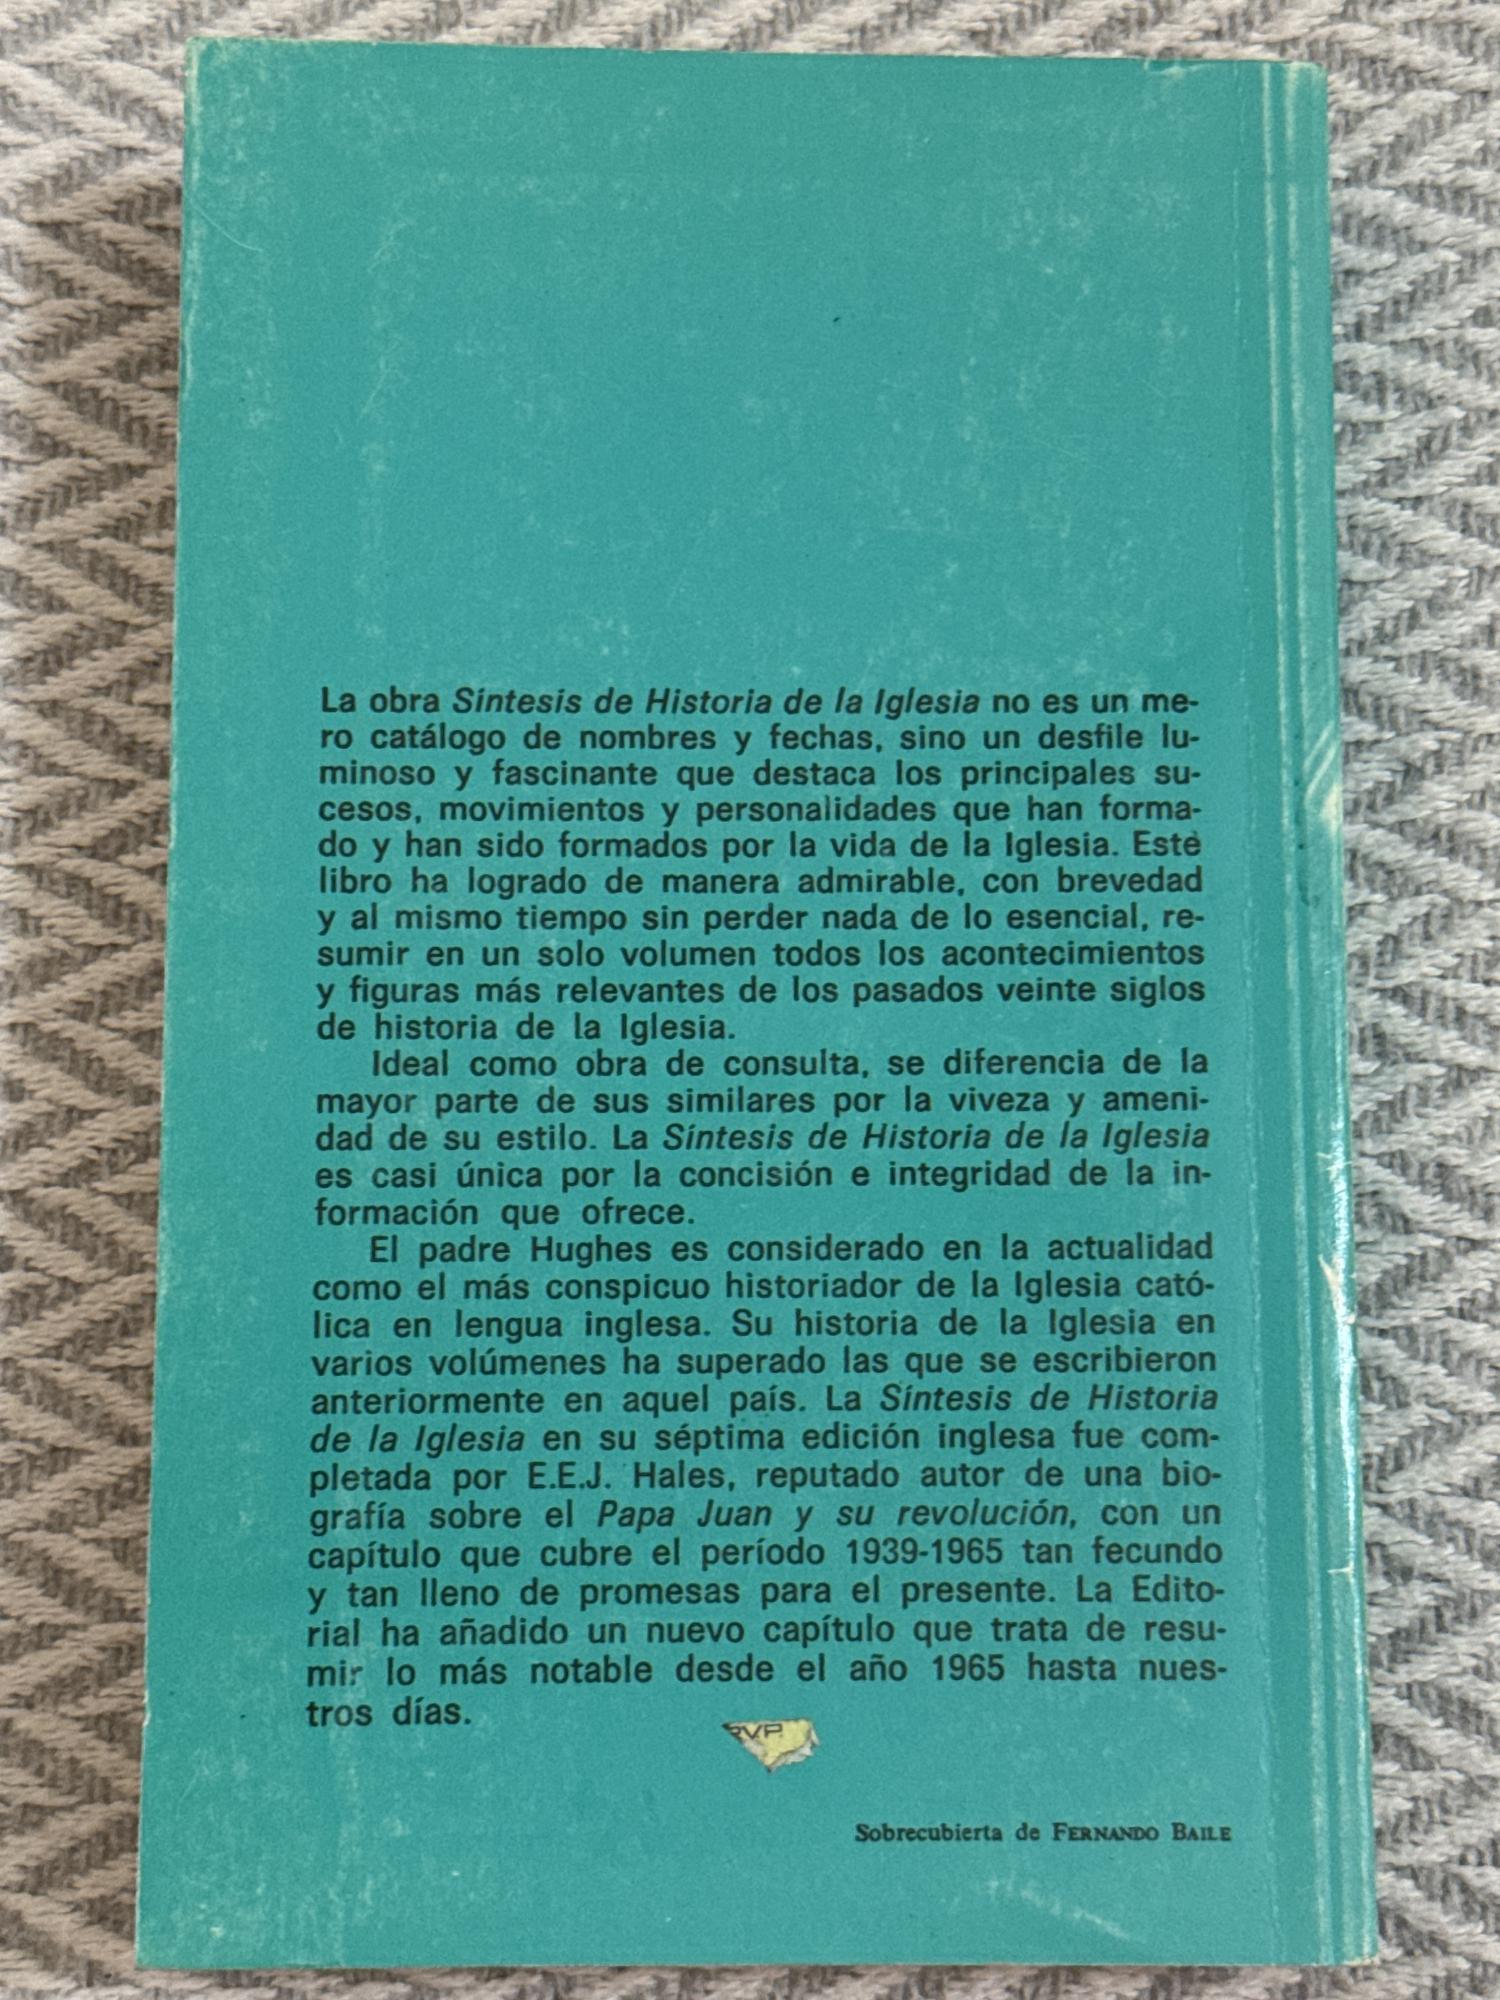 La obra Síntesis de Historia de la Iglesia no es un me-
ro catálogo de nombres y fechas, sino un desfile lu-
minoso y fascinante que destaca los principales su-
cesos, movimientos y personalidades que han forma-
do y han sido formados por la vida de la Iglesia. Este
libro ha logrado de manera admirable, con brevedad
y al mismo tiempo sin perder nada de lo esencial, re-
sumir en un solo volumen todos los acontecimientos
y figuras más relevantes de los pasados veinte siglos
de historia de la Iglesia.
Ideal como obra de consulta, se diferencia de la
mayor parte de sus similares por la viveza y ameni-
dad de su estilo. La Síntesis de Historia de la Iglesia
es casi única por la concisión e integridad de la in-
formación que ofrece.
El padre Hughes es considerado en la actualidad
como el más conspicuo historiador de la Iglesia cató-
lica en lengua inglesa. Su historia de la Iglesia en
varios volúmenes ha superado las que se escribieron
anteriormente en aquel país. La Síntesis de Historia
de la Iglesia en su séptima edición inglesa fue com-
pletada por E.E.J. Hales, reputado autor de una bio-
grafía sobre el Papa Juan y su revolución, con un
capítulo que cubre el período 1939-1965 tan fecundo
y tan lleno de promesas para el presente. La Edito-
rial ha añadido un nuevo capítulo que trata de resu-
mir lo más notable desde el año 1965 hasta nues-
tros días.
Sobrecubierta de FERNANDO BAILE